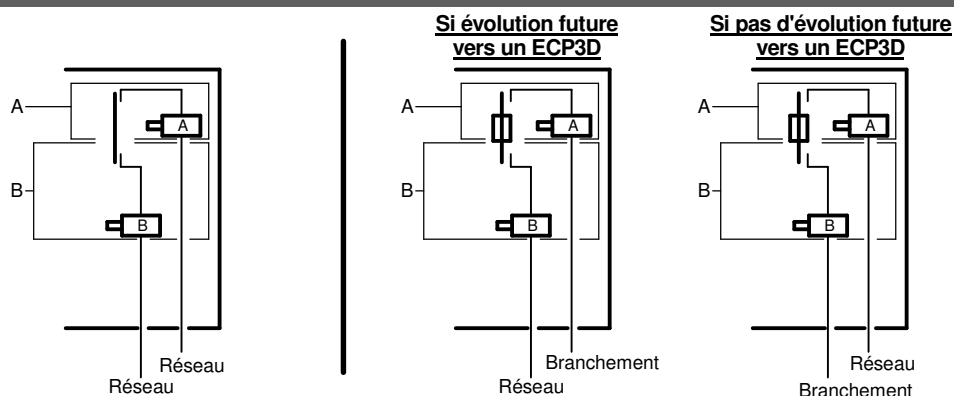 Si évolution future
vers un ECP3D
Si pas d'évolution future
vers un ECP3D
A
A
B
B
Réseau
Réseau
A
A
B
B
Branchement
Réseau
A
A
B
B
Réseau
Branchement